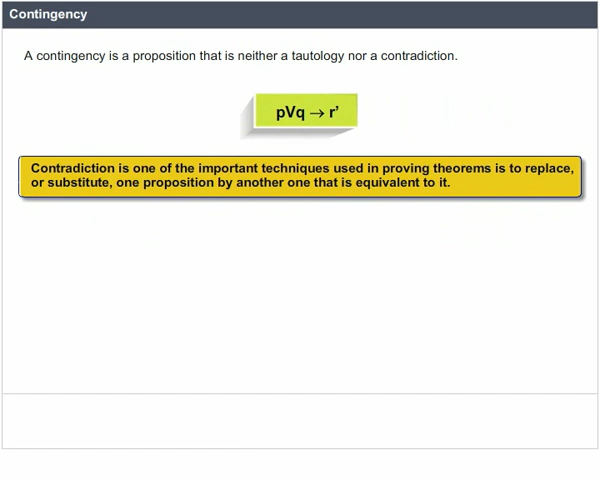 Contingency
A contingency is a proposition that is neither a tautology nor a contradiction.
pVq → r’
Contradiction is one of the important techniques used in proving theorems is to replace,
or substitute, one proposition by another one that is equivalent to it.